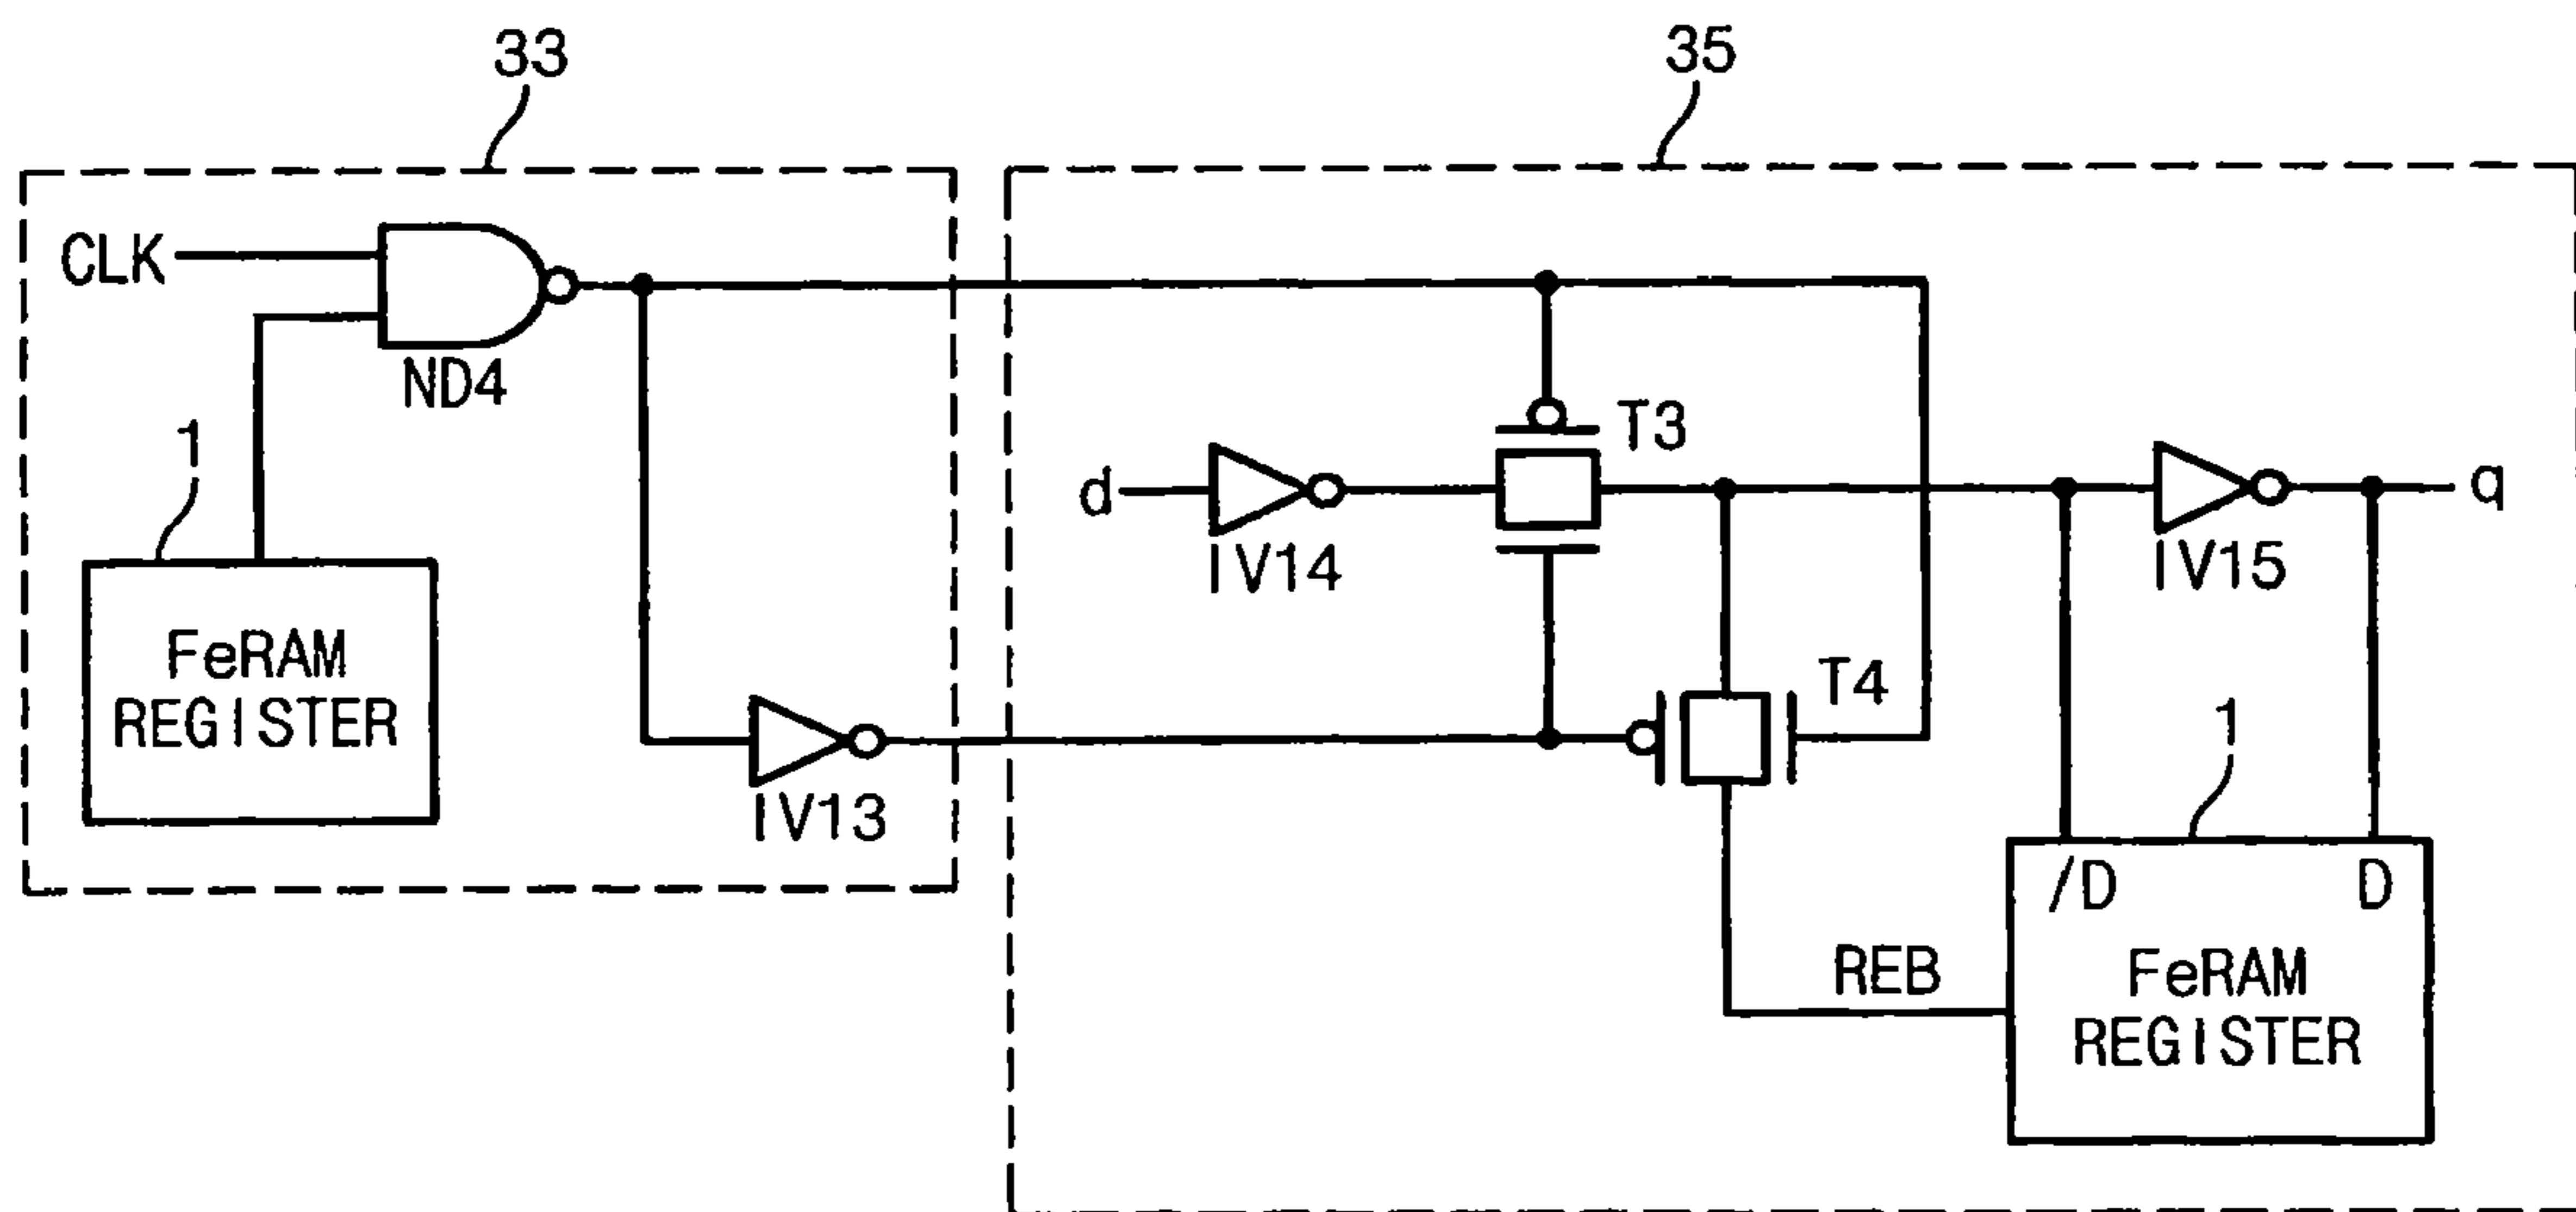 33
35
CLK
ND4
1
FeRAM
REGISTER
IV13
d
IV14
T3
T4
IV15
q
1
/D
D
REB
FeRAM
REGISTER